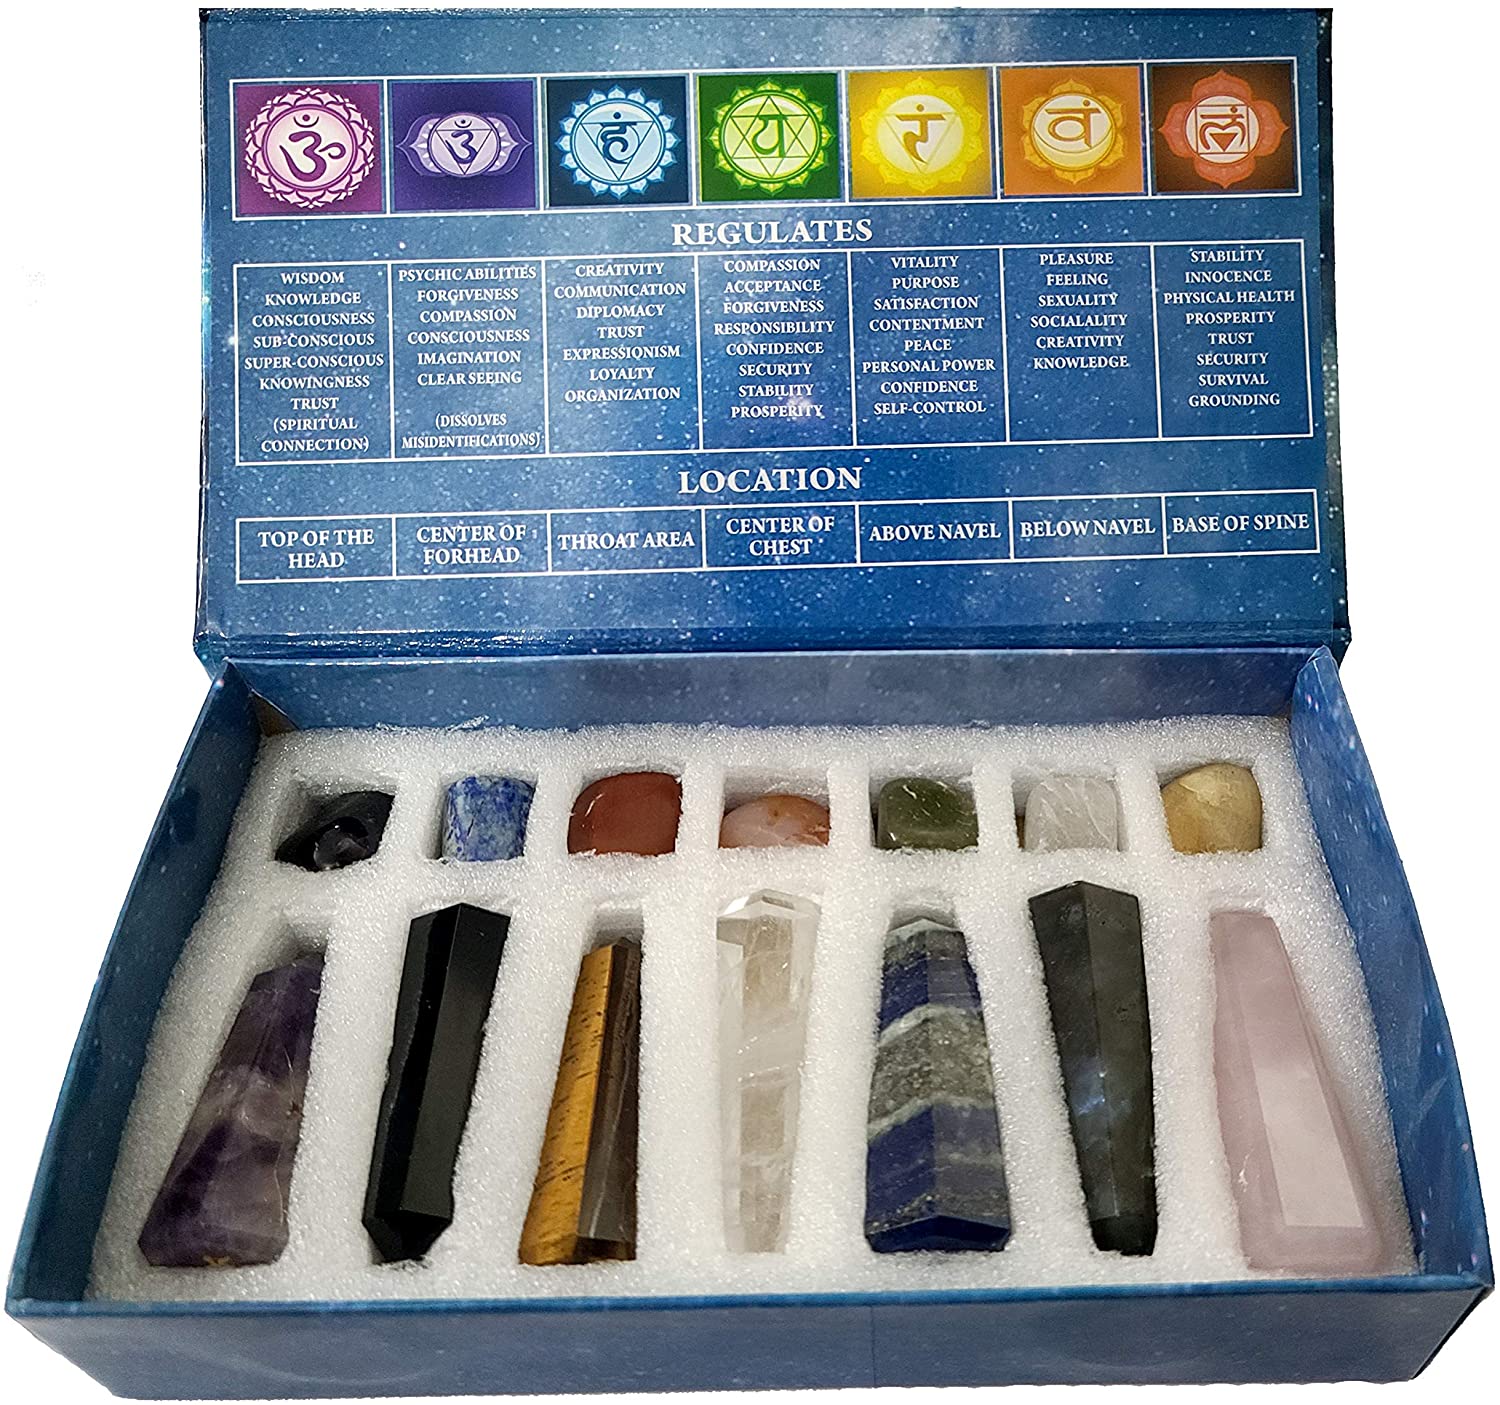 ॐ
ॐ
हं
यं
रं
वं
लं
REGULATES
WISDOM
KNOWLEDGE
CONSCIOUSNESS
SUB-CONSCIOUS
SUPER-CONSCIOUS
KNOWINGNESS
TRUST
(SPIRITUAL
CONNECTION)
PSYCHIC ABILITIES
FORGIVENESS
COMPASSION
CONSCIOUSNESS
IMAGINATION
CLEAR SEEING
(DISSOLVES
MISIDENTIFICATIONS)
CREATIVITY
COMMUNICATION
DIPLOMACY
TRUST
EXPRESSIONISM
LOYALTY
ORGANIZATION
COMPASSION
ACCEPTANCE
FORGIVENESS
RESPONSIBILITY
CONFIDENCE
SECURITY
STABILITY
PROSPERITY
VITALITY
PURPOSE
SATISFACTION
CONTENTMENT
PEACE
PERSONAL POWER
CONFIDENCE
SELF-CONTROL
PLEASURE
FEELING
SEXUALITY
SOCIALALITY
CREATIVITY
KNOWLEDGE
STABILITY
INNOCENCE
PHYSICAL HEALTH
PROSPERITY
TRUST
SECURITY
SURVIVAL
GROUNDING
LOCATION
TOP OF THE
HEAD
CENTER OF
FORHEAD
THROAT AREA
CENTER OF
CHEST
ABOVE NAVEL
BELOW NAVEL
BASE OF SPINE